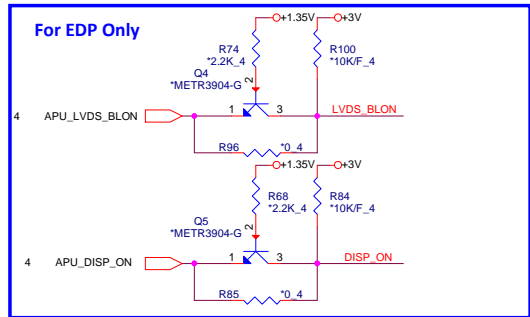 For EDP Only
+1.35V
+3V
R74
*2.2K_4
R100
*10K/F_4
Q4
*METR3904-G
2
4
APU_LVDS_BLON
1
3
LVDS_BLON
R96
*0_4
+1.35V
+3V
R68
*2.2K_4
R84
*10K/F_4
Q5
*METR3904-G
2
4
APU_DISP_ON
1
3
DISP_ON
R85
*0_4